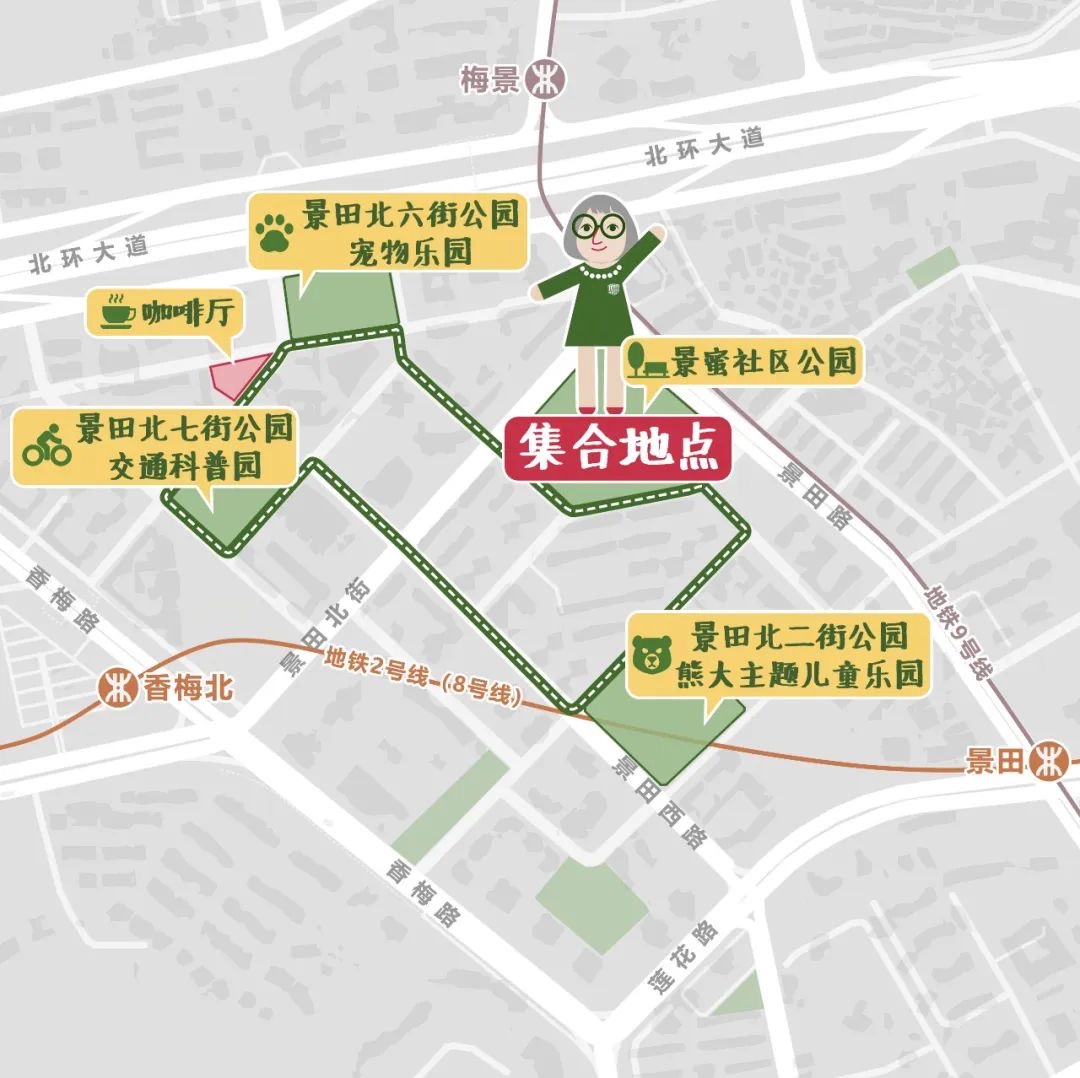 梅景
北环大道
景田北六街公园
宠物乐园
北环大道
咖啡厅
景蜜社区公园
景田北七街公园
交通科普园
集合地点
景田路
香梅路
景田北街
地铁9号线
景田北二街公园
熊大主题儿童乐园
地铁2号线(8号线)
香梅北
景田
景田西路
香梅路
莲花路